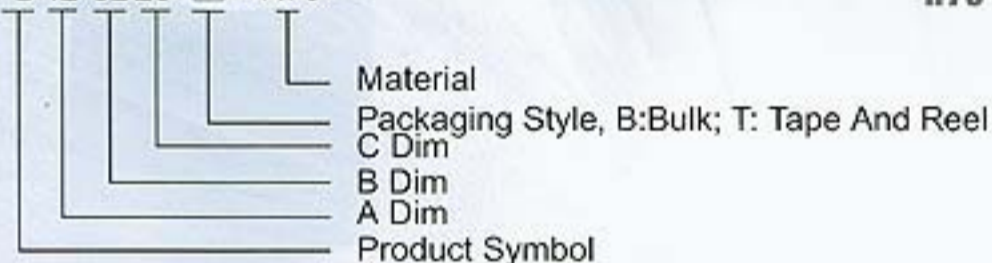 Material
Packaging Style, B:Bulk; T: Tape And Reel
C Dim
B Dim
A Dim
Product Symbol